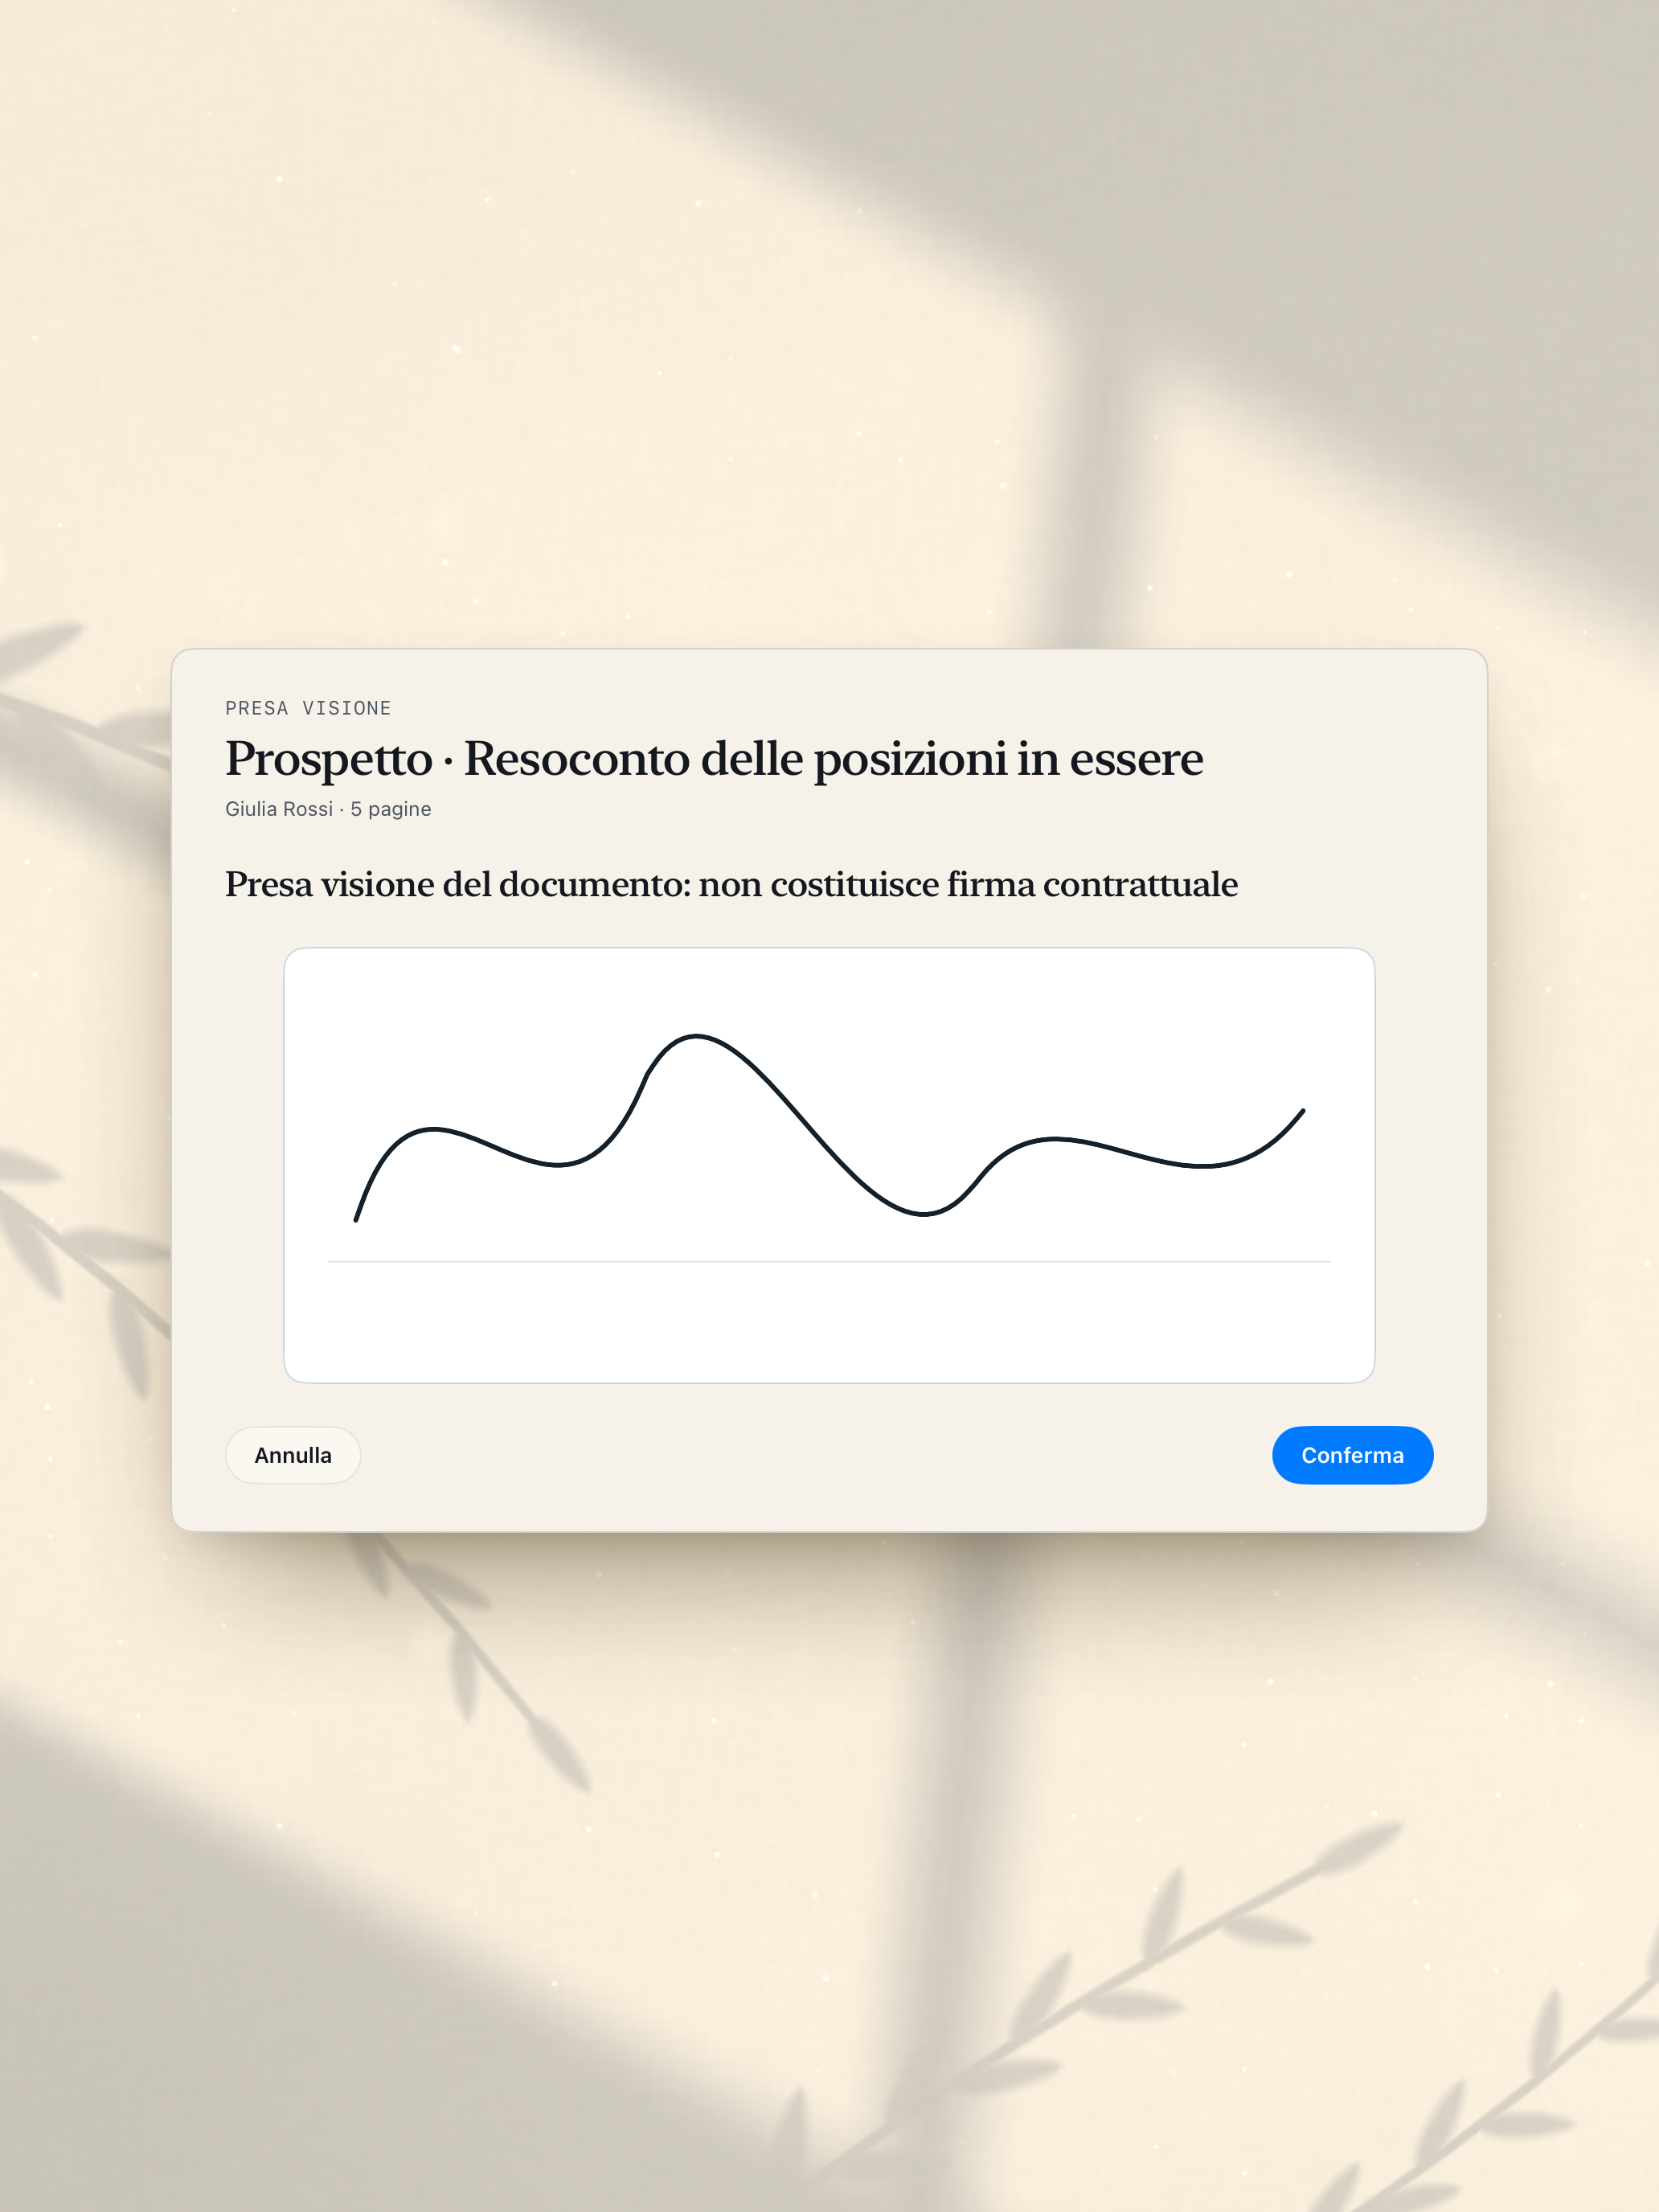 PRESA VISIONE
Prospetto · Resoconto delle posizioni in essere
Giulia Rossi · 5 pagine
Presa visione del documento: non costituisce firma contrattuale
Annulla
Conferma